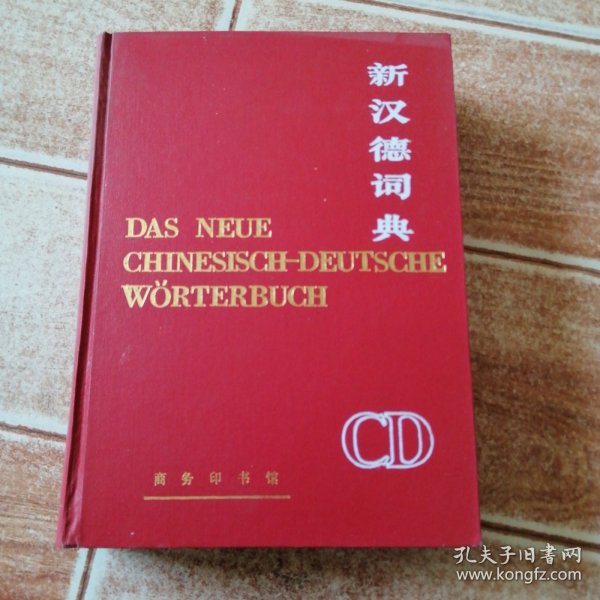 新汉德词典
DAS NEUE
CHINESISCH-DEUTSCHE
WÖRTERBUCH
CD
商务印书馆
孔夫子旧书网
www.kongfz.com